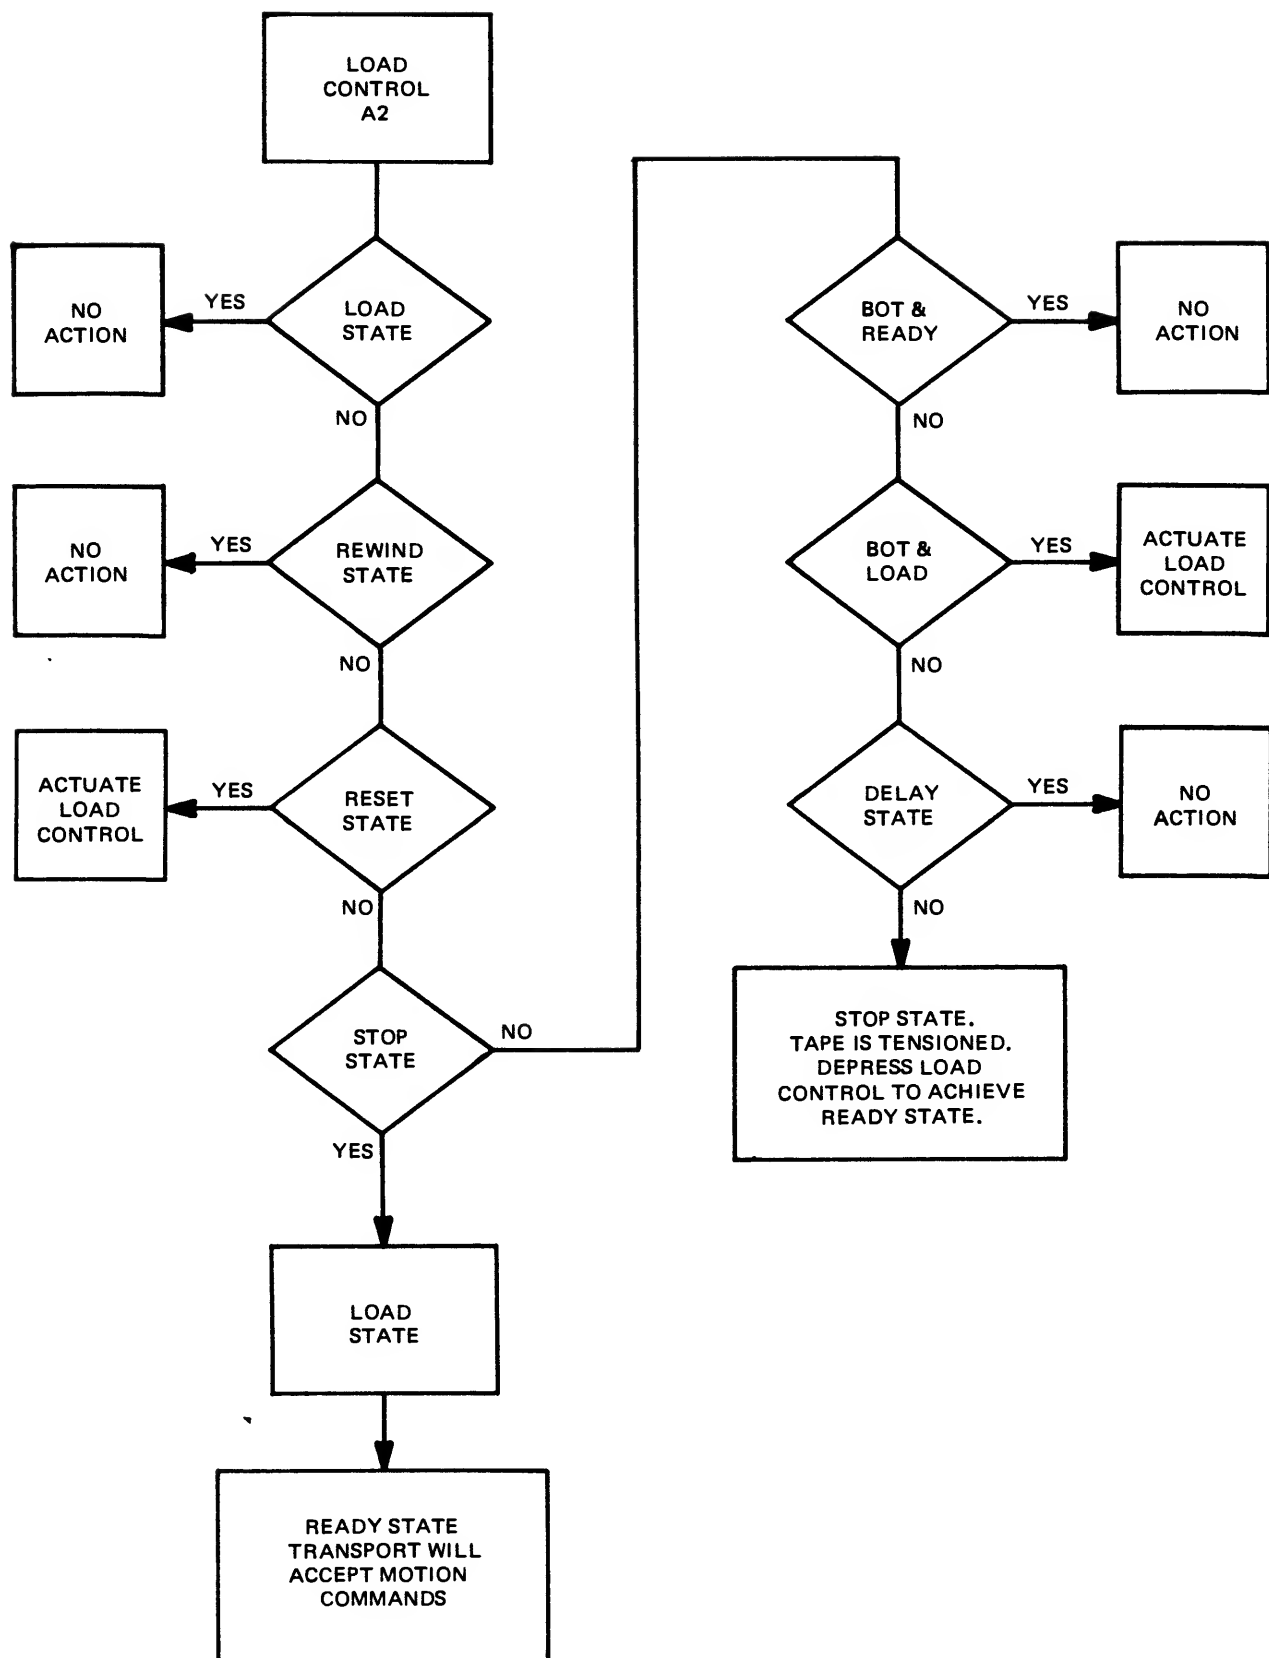 LOAD
CONTROL
A2
NO
ACTION
YES
LOAD
STATE
NO
NO
ACTION
YES
REWIND
STATE
NO
ACTUATE
LOAD
CONTROL
YES
RESET
STATE
NO
STOP
STATE
NO
YES
LOAD
STATE
READY STATE
TRANSPORT WILL
ACCEPT MOTION
COMMANDS
BOT &
READY
YES
NO
ACTION
NO
BOT &
LOAD
YES
ACTUATE
LOAD
CONTROL
NO
DELAY
STATE
YES
NO
ACTION
NO
STOP STATE.
TAPE IS TENSIONED.
DEPRESS LOAD
CONTROL TO ACHIEVE
READY STATE.